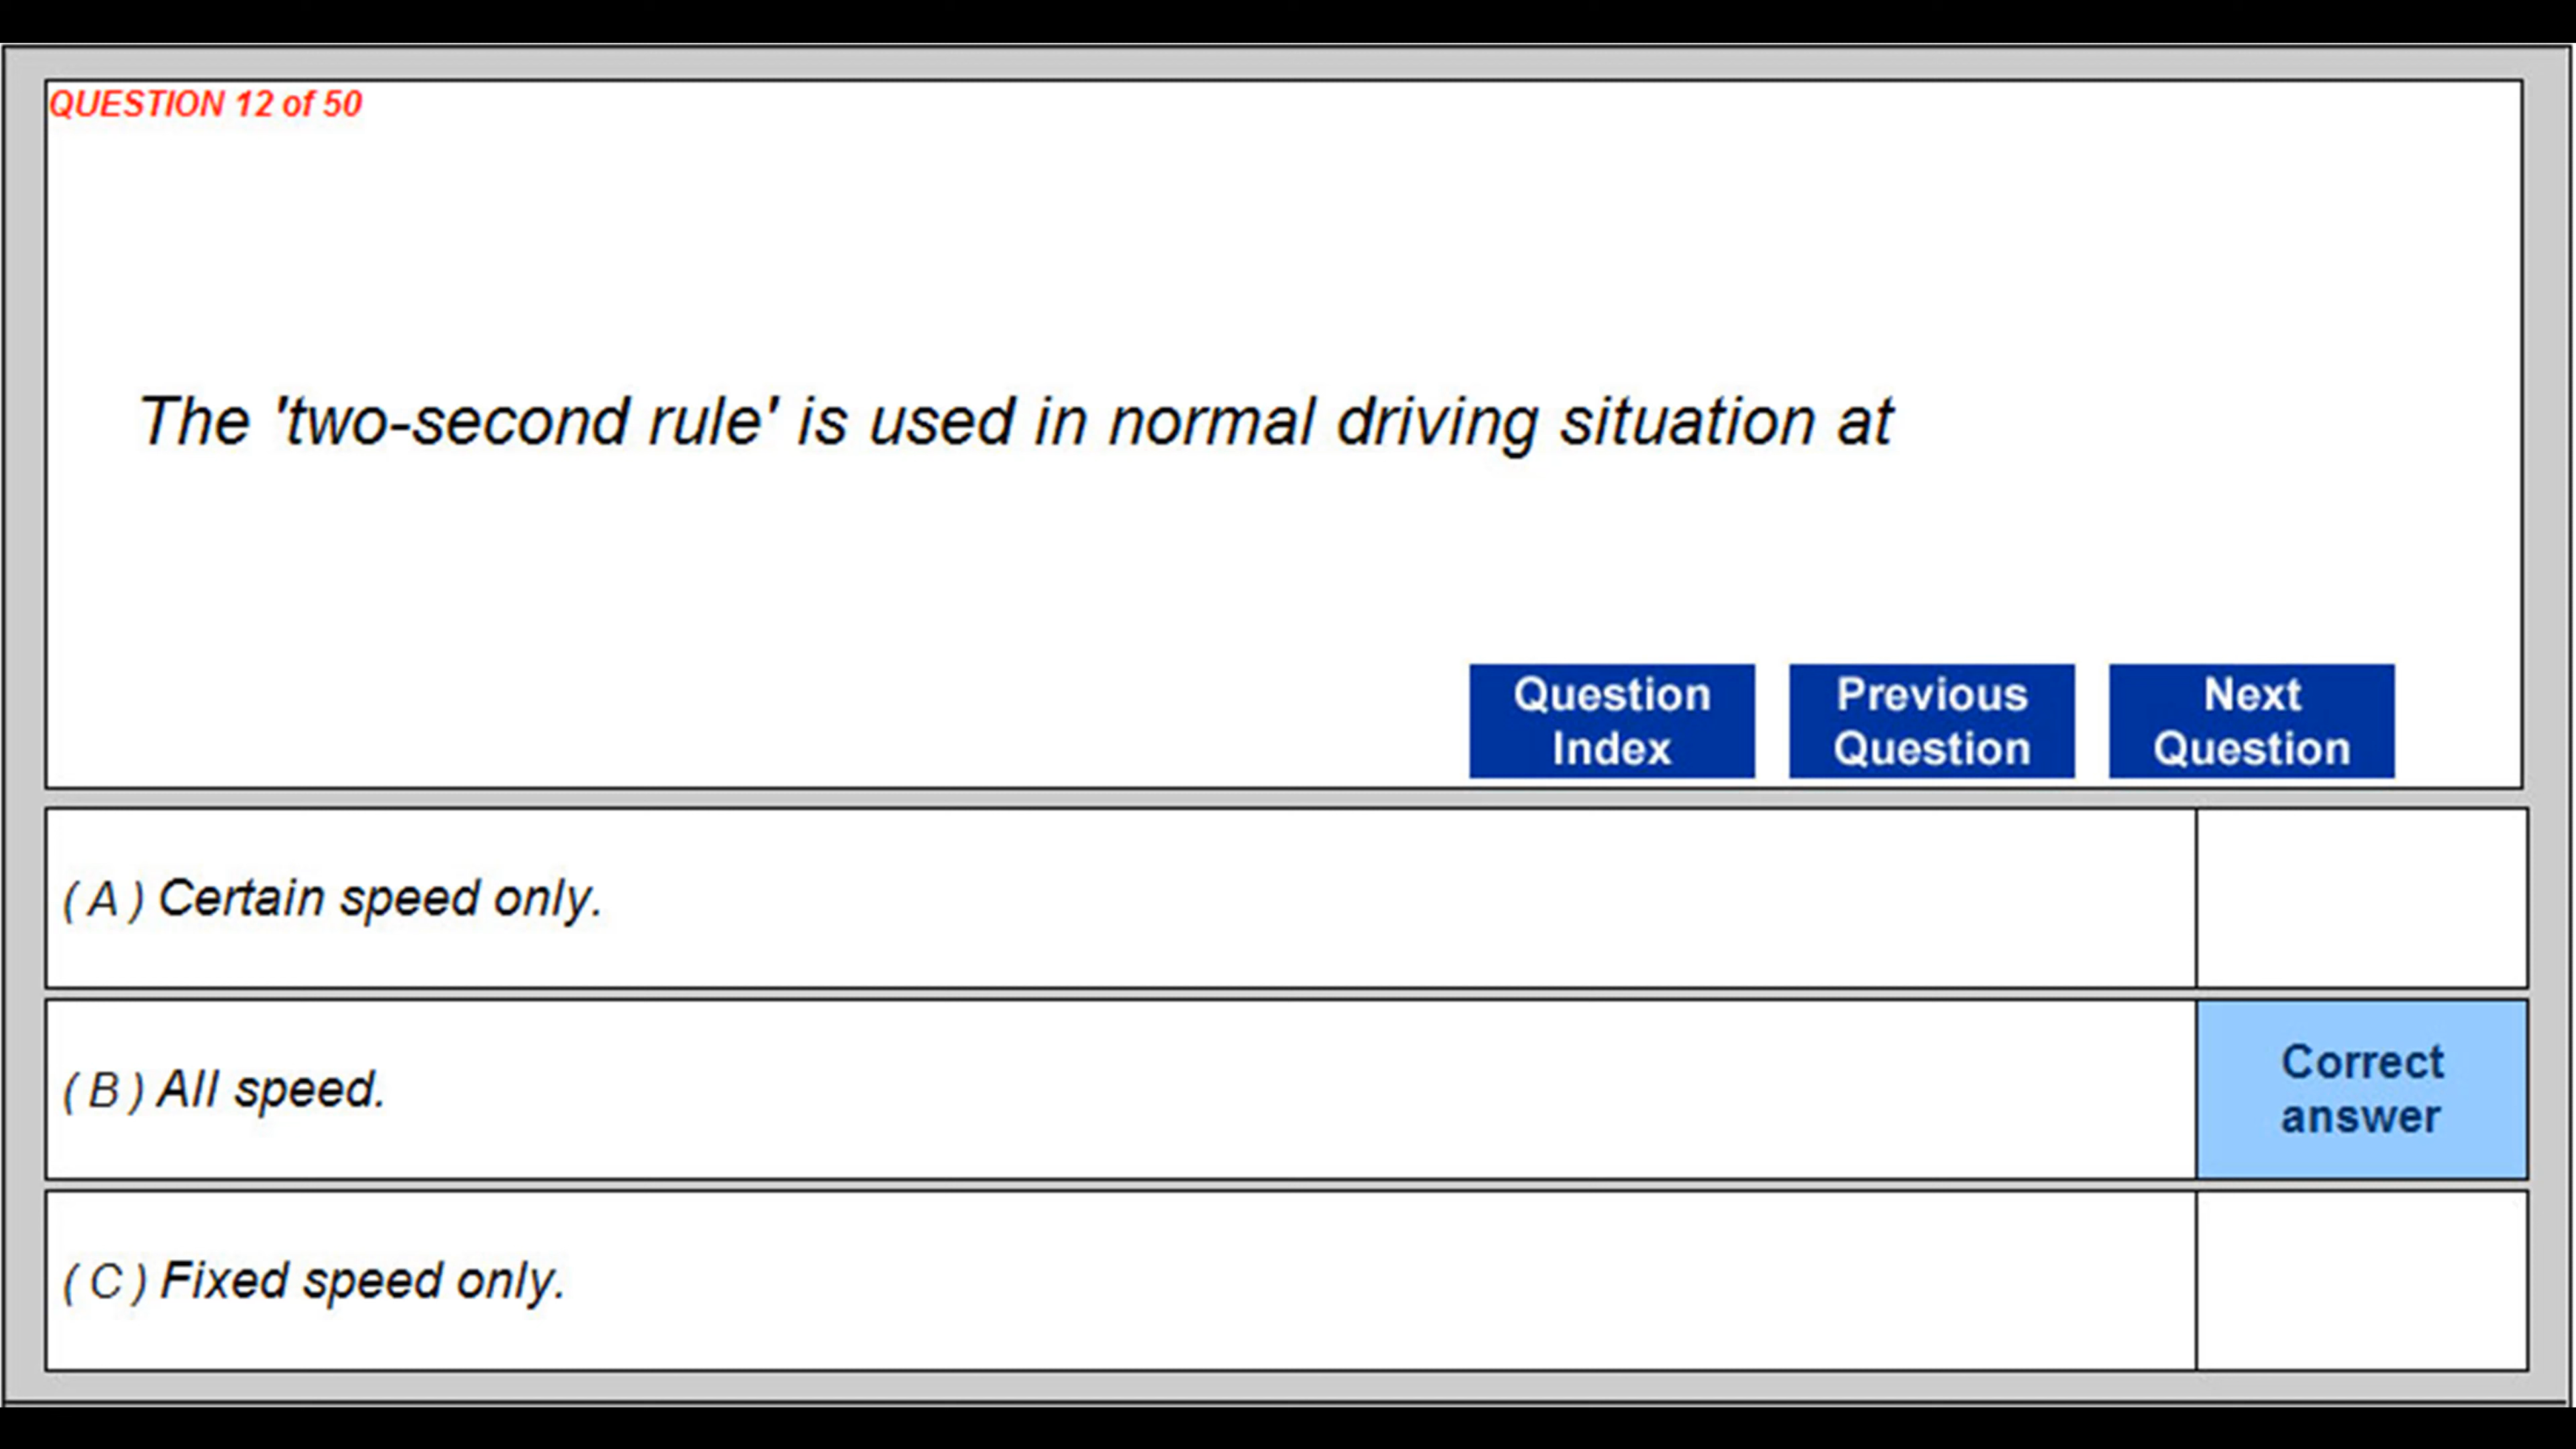 QUESTION 12 of 50
The 'two-second rule' is used in normal driving situation at
Question Index
Previous Question
Next Question
( A ) Certain speed only.
( B ) All speed.
Correct answer
( C ) Fixed speed only.